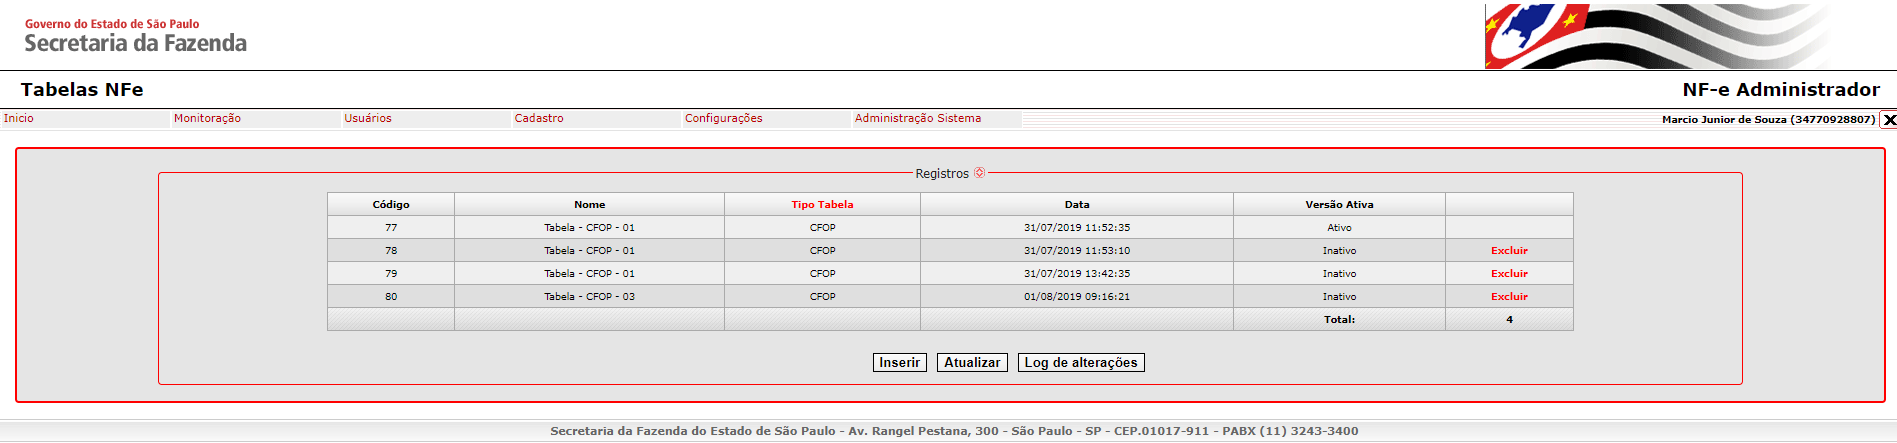 Governo do Estado de São Paulo
Secretaria da Fazenda
Tabelas NFe NF-e Administrador
Inicio Monitoração Usuários Cadastro Configurações Administração Sistema Marcio Junior de Souza (34770928807) X
Registros
Código Nome Tipo Tabela Data Versão Ativa
77 Tabela - CFOP - 01 CFOP 31/07/2019 11:52:35 Ativo
78 Tabela - CFOP - 01 CFOP 31/07/2019 11:53:10 Inativo Excluir
79 Tabela - CFOP - 01 CFOP 31/07/2019 13:42:35 Inativo Excluir
80 Tabela - CFOP - 03 CFOP 01/08/2019 09:16:21 Inativo Excluir
Total: 4
Inserir Atualizar Log de alterações
Secretaria da Fazenda do Estado de São Paulo - Av. Rangel Pestana, 300 - São Paulo - SP - CEP.01017-911 - PABX (11) 3243-3400